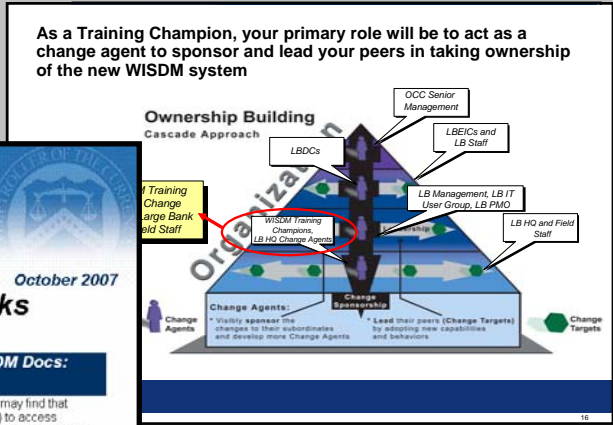 As a Training Champion, your primary role will be to act as a
change agent to sponsor and lead your peers in taking ownership
of the new WISDM system
Ownership Building
Cascade Approach
Organization
OCC Senior
Management
LBDCs
LBEICs and
LB Staff
Training
Change
Large Bank
Field Staff
WISDM Training
Champions,
LB HQ Change Agents
LB Management, LB IT
User Group, LB PMO
LB HQ and Field
Staff
Change
Sponsorship
Change Agents:
* Visibly sponsor the
changes to their subordinates
and develop more Change Agents
* Lead their peers (Change Targets)
by adopting new capabilities
and behaviors
Change
Agents
Change
Targets
16
October 2007
ks
DM Docs:
may find that
to access